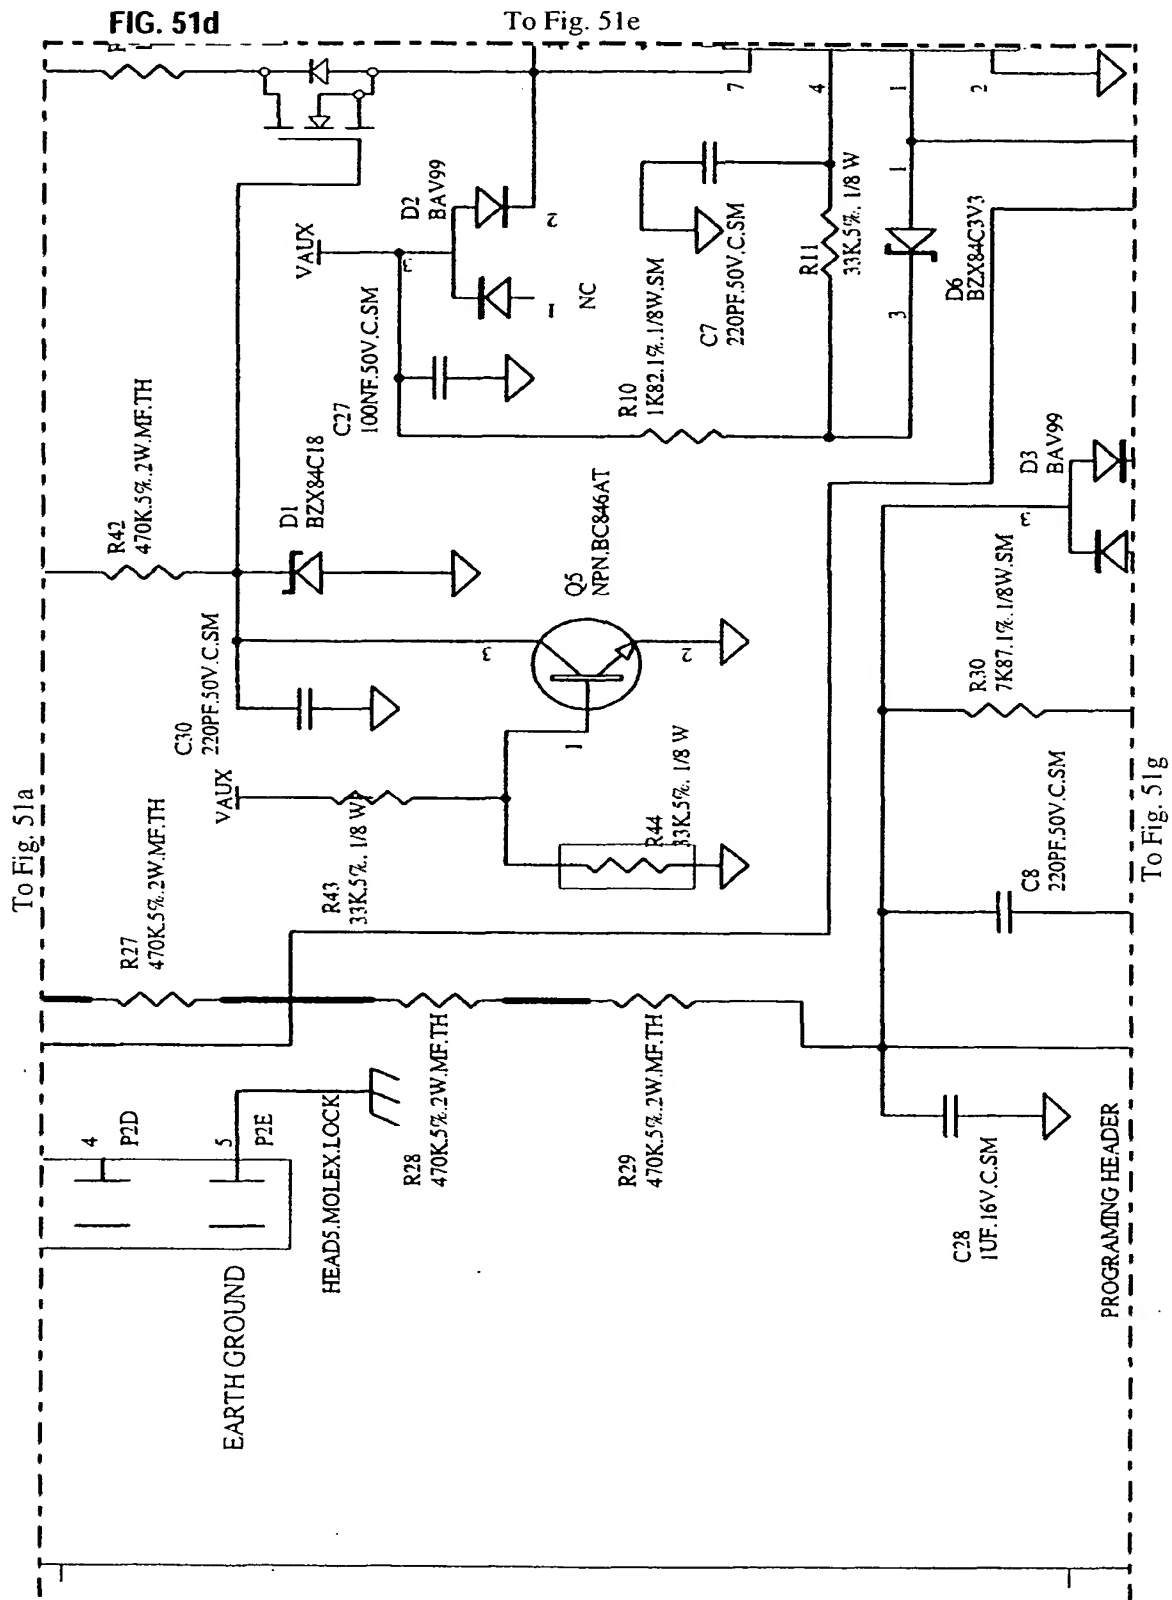 FIG. 51d
To Fig. 51e
To Fig. 51a
To Fig. 51g
7
4
1
2
1
3
D2
BAV99
VAUX
3
2
1
NC
C27
100NF.50V.C.SM
R10
1K82.1%.1/8W.SM
C7
220PF.50V.C.SM
R11
33K.5%. 1/8 W
D6
BZX84C3V3
R42
470K.5%.2W.MF.TH
D1
BZX84C18
Q5
NPN.BC846AT
3
2
1
D3
BAV99
3
C30
220PF.50V.C.SM
VAUX
R43
33K.5%. 1/8 W
R44
33K.5%. 1/8 W
R30
7K87.1%.1/8W.SM
C8
220PF.50V.C.SM
R27
470K.5%.2W.MF.TH
R28
470K.5%.2W.MF.TH
R29
470K.5%.2W.MF.TH
4
P2D
5
P2E
HEAD5.MOLEX.LOCK
EARTH GROUND
C28
1UF.16V.C.SM
PROGRAMING HEADER